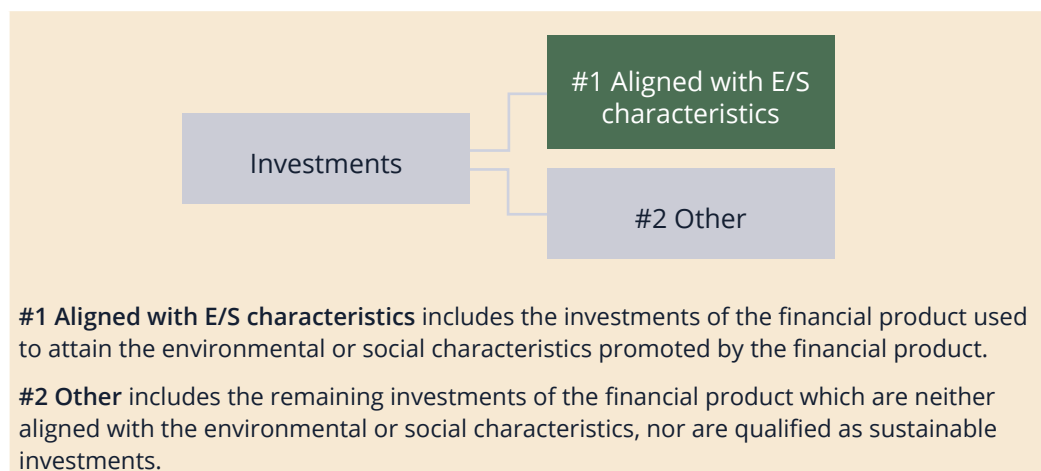 #1 Aligned with E/S
characteristics
Investments
#2 Other
#1 Aligned with E/S characteristics includes the investments of the financial product used
to attain the environmental or social characteristics promoted by the financial product.
#2 Other includes the remaining investments of the financial product which are neither
aligned with the environmental or social characteristics, nor are qualified as sustainable
investments.